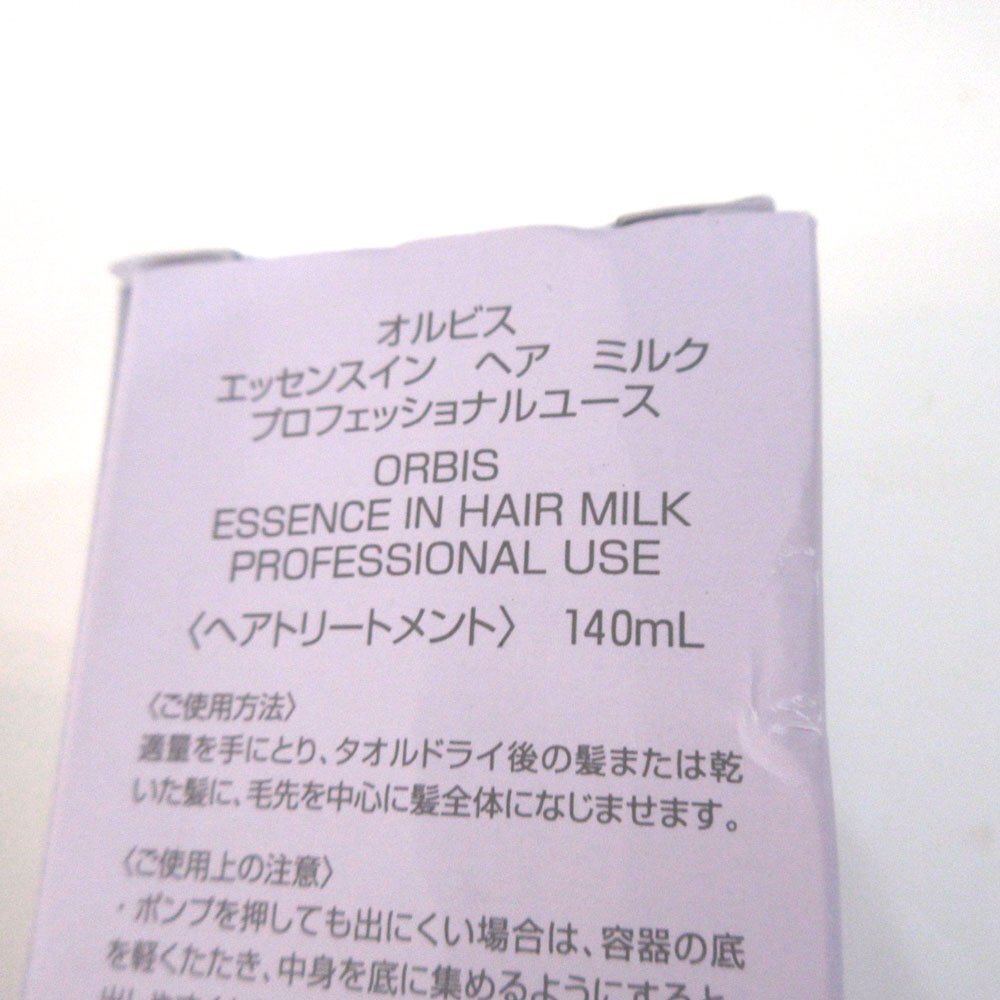 オルビス
エッセンスイン ヘア ミルク
プロフェッショナルユース
ORBIS
ESSENCE IN HAIR MILK
PROFESSIONAL USE
〈ヘアトリートメント〉 140mL
〈ご使用方法〉
適量を手にとり、タオルドライ後の髪または乾
いた髪に、毛先を中心に髪全体になじませます。
〈ご使用上の注意〉
・ポンプを押しても出にくい場合は、容器の底
を軽くたたき、中身を底に集めるようにすると